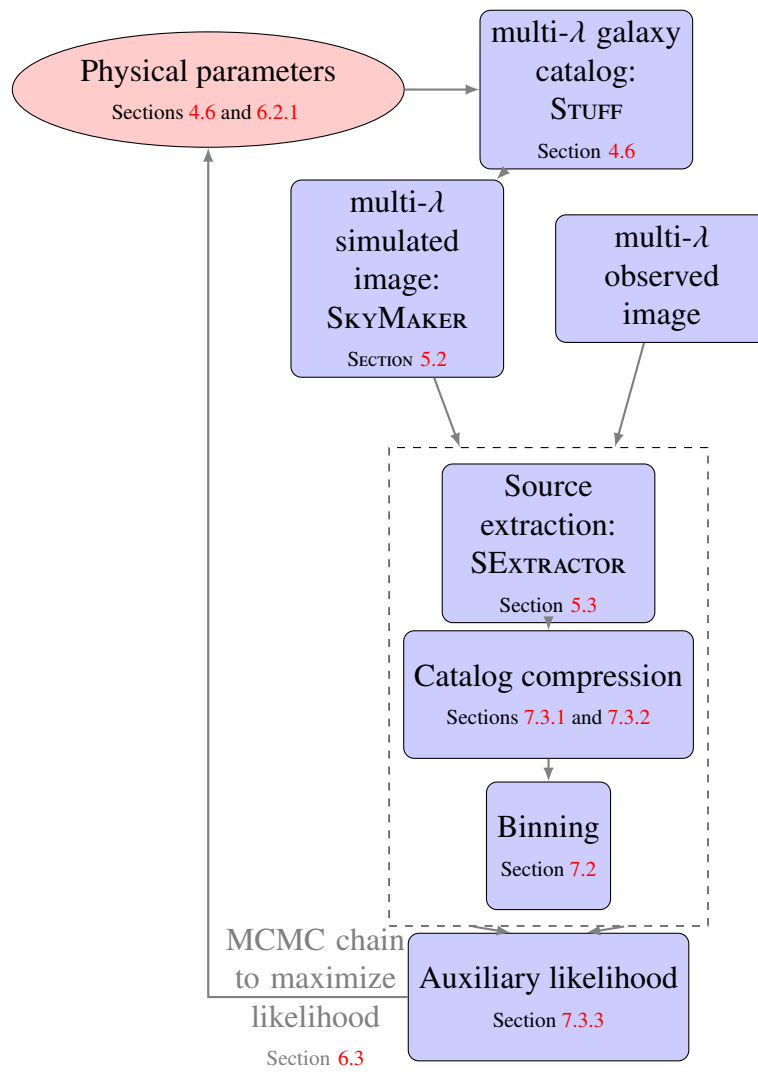 Physical parameters
Sections 4.6 and 6.2.1
multi-λ galaxy
catalog:
STUFF
Section 4.6
multi-λ
simulated
image:
SKYMAKER
SECTION 5.2
multi-λ
observed
image
Source
extraction:
SEXTRACTOR
Section 5.3
Catalog compression
Sections 7.3.1 and 7.3.2
Binning
Section 7.2
Auxiliary likelihood
Section 7.3.3
MCMC chain
to maximize
likelihood
Section 6.3